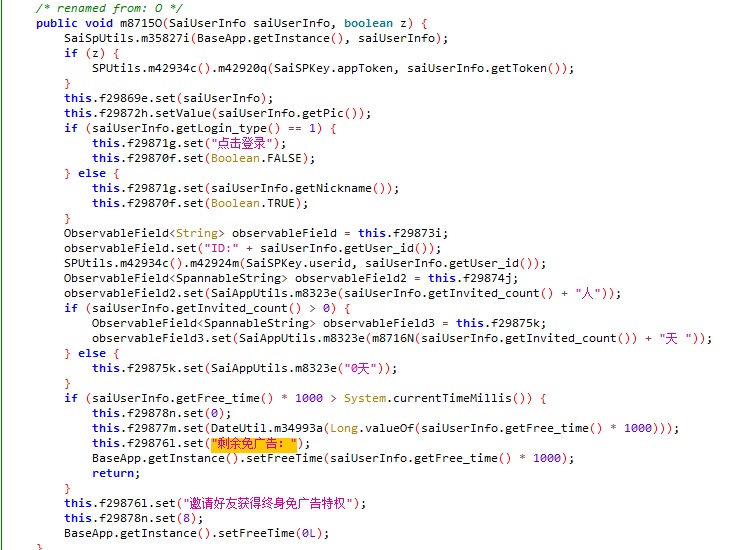 /* renamed from: O */
public void m8715O(SaiUserInfo saiUserInfo, boolean z) {
SaiSpUtils.m35827i(BaseApp.getInstance(), saiUserInfo);
if (z) {
SPUtils.m42934c().m42920q(SaiSPKey.appToken, saiUserInfo.getToken());
}
this.f29869e.set(saiUserInfo);
this.f29872h.setValue(saiUserInfo.getPic());
if (saiUserInfo.getLogin_type() == 1) {
this.f29871g.set("点击登录");
this.f29870f.set(Boolean.FALSE);
} else {
this.f29871g.set(saiUserInfo.getNickname());
this.f29870f.set(Boolean.TRUE);
}
ObservableField<String> observableField = this.f29873i;
observableField.set("ID:" + saiUserInfo.getUser_id());
SPUtils.m42934c().m42924m(SaiSPKey.userid, saiUserInfo.getUser_id());
ObservableField<SpannableString> observableField2 = this.f29874j;
observableField2.set(SaiAppUtils.m8323e(saiUserInfo.getInvited_count() + "人"));
if (saiUserInfo.getInvited_count() > 0) {
ObservableField<SpannableString> observableField3 = this.f29875k;
observableField3.set(SaiAppUtils.m8323e(m8716N(saiUserInfo.getInvited_count()) + "天 "));
} else {
this.f29875k.set(SaiAppUtils.m8323e("0天"));
}
if (saiUserInfo.getFree_time() * 1000 > System.currentTimeMillis()) {
this.f29878n.set(0);
this.f29877m.set(DateUtil.m34993a(Long.valueOf(saiUserInfo.getFree_time() * 1000)));
this.f29876l.set("剩余免广告：");
BaseApp.getInstance().setFreeTime(saiUserInfo.getFree_time() * 1000);
return;
}
this.f29876l.set("邀请好友获得终身免广告特权");
this.f29878n.set(8);
BaseApp.getInstance().setFreeTime(0L);
}